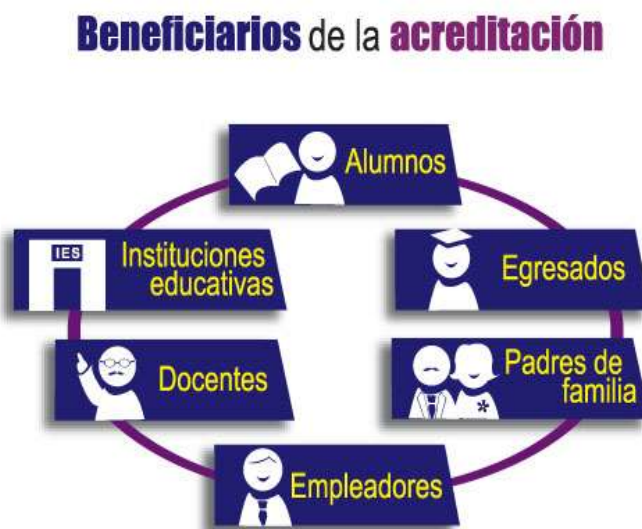 Beneficiarios de la acreditación
Alumnos
IES
Instituciones
educativas
Egresados
Docentes
Padres de
familia
Empleadores